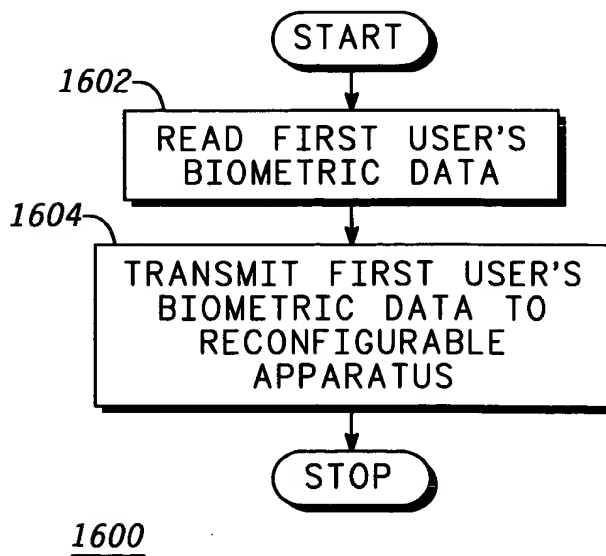 START
1602
READ FIRST USER'S
BIOMETRIC DATA
1604
TRANSMIT FIRST USER'S
BIOMETRIC DATA TO
RECONFIGURABLE
APPARATUS
STOP
1600